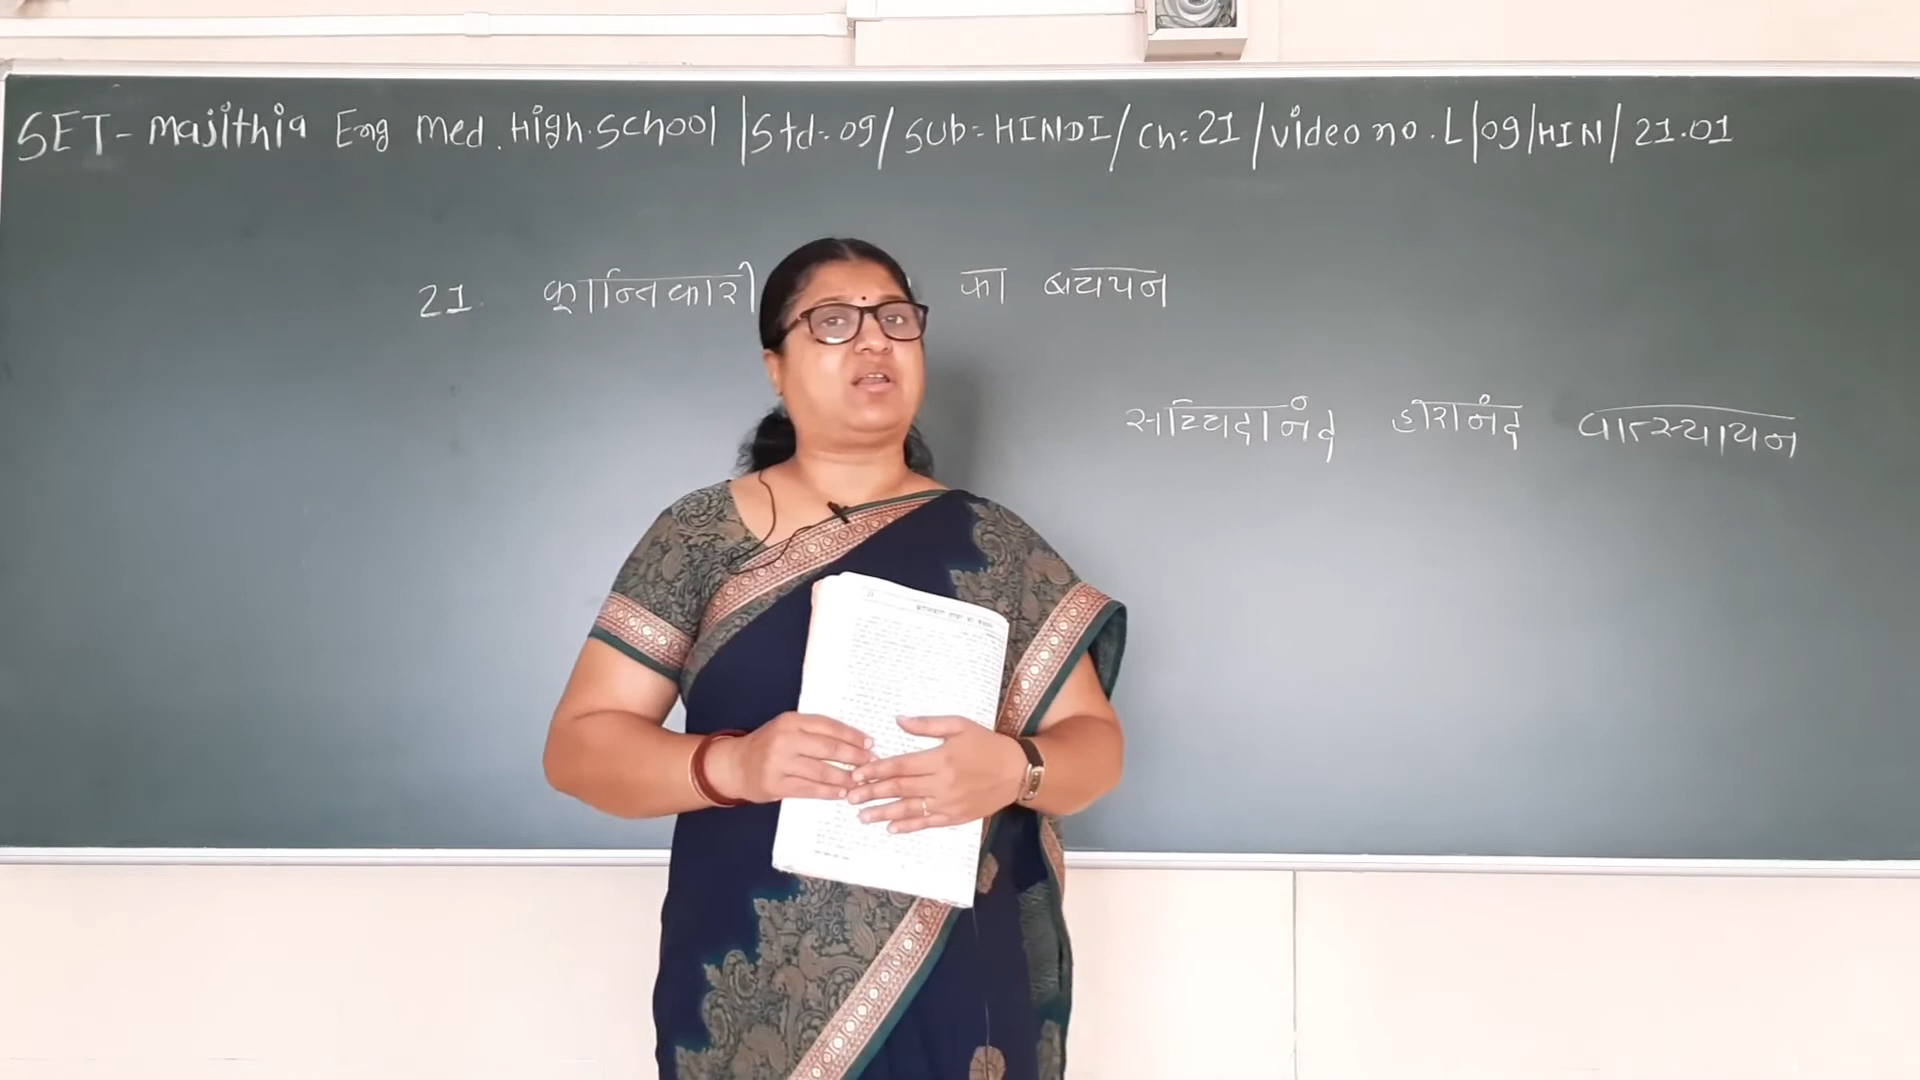 SET- Majithia Eng Med. High. School |Std:- 09/ SUb:- HINDI/ Ch:- 21 /Video no. L|09|HIN/ 21.01
21. क्रान्तिकारी का बचपन
सच्चिदानंद हीरानंद वात्स्यायन